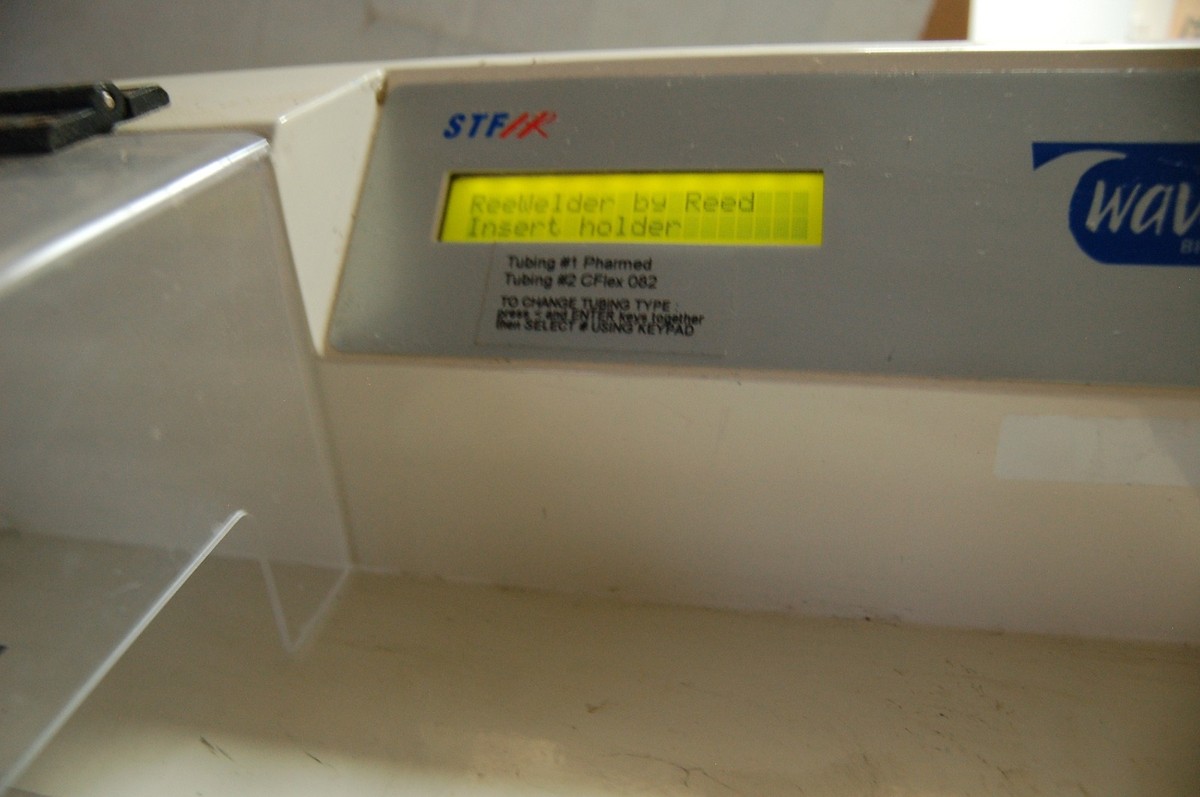 STFIR
ReeWelder by Reed
Insert holder
Tubing #1 Pharmed
Tubing #2 CFlex 082
TO CHANGE TUBING TYPE :
press < and ENTER keys together
then SELECT # USING KEYPAD
wav